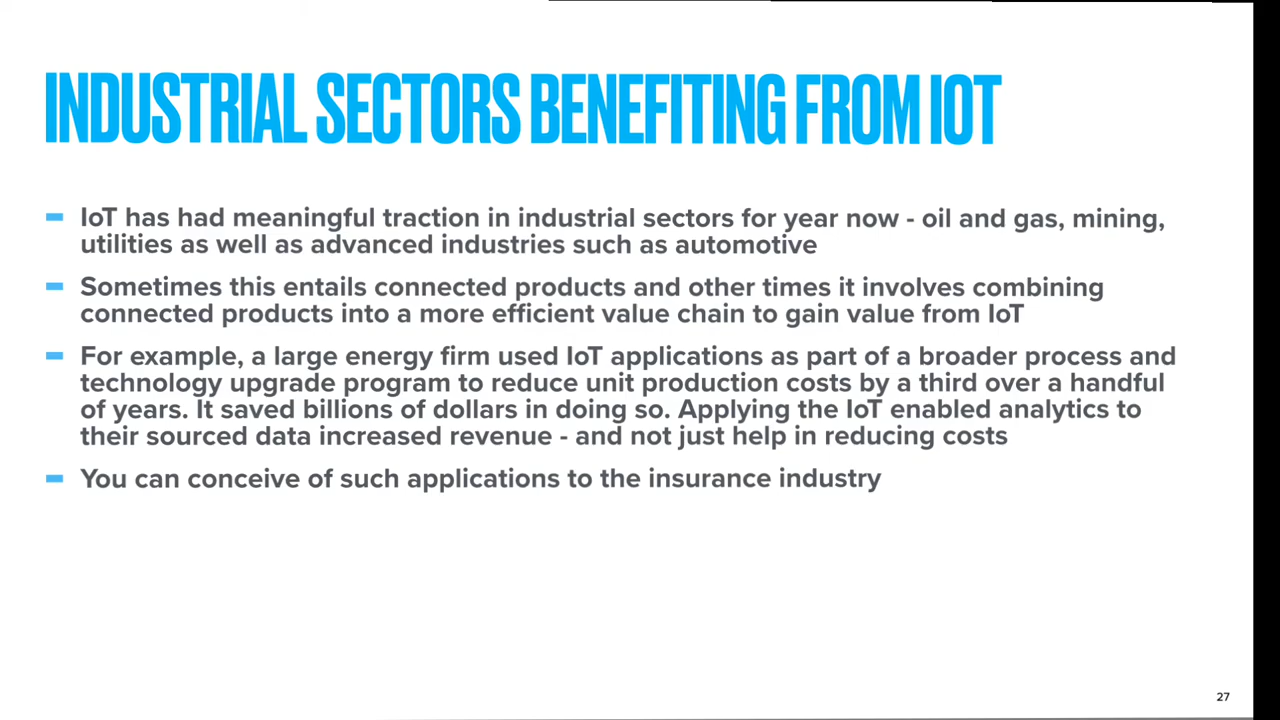 INDUSTRIAL SECTORS BENEFITING FROM IOT
IoT has had meaningful traction in industrial sectors for year now - oil and gas, mining,
utilities as well as advanced industries such as automotive
Sometimes this entails connected products and other times it involves combining
connected products into a more efficient value chain to gain value from IoT
For example, a large energy firm used IoT applications as part of a broader process and
technology upgrade program to reduce unit production costs by a third over a handful
of years. It saved billions of dollars in doing so. Applying the IoT enabled analytics to
their sourced data increased revenue - and not just help in reducing costs
You can conceive of such applications to the insurance industry
27